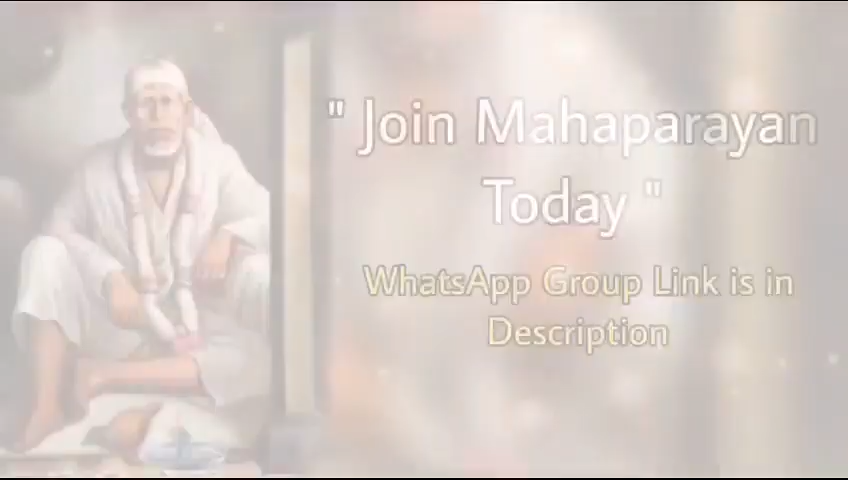 " Join Mahaparayan
Today "
WhatsApp Group Link is in
Description